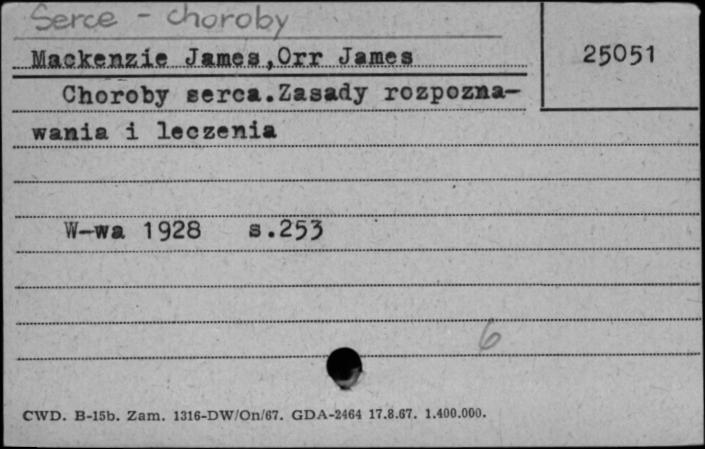 Serce - choroby
25051
Mackenzie James,Orr James
Choroby serca.Zasady rozpozna-
wania i leczenia
W-wa 1928 s.253
6
CWD. B-15b. Zam. 1316-DW/On/67. GDA-2464 17.8.67. 1.400.000.